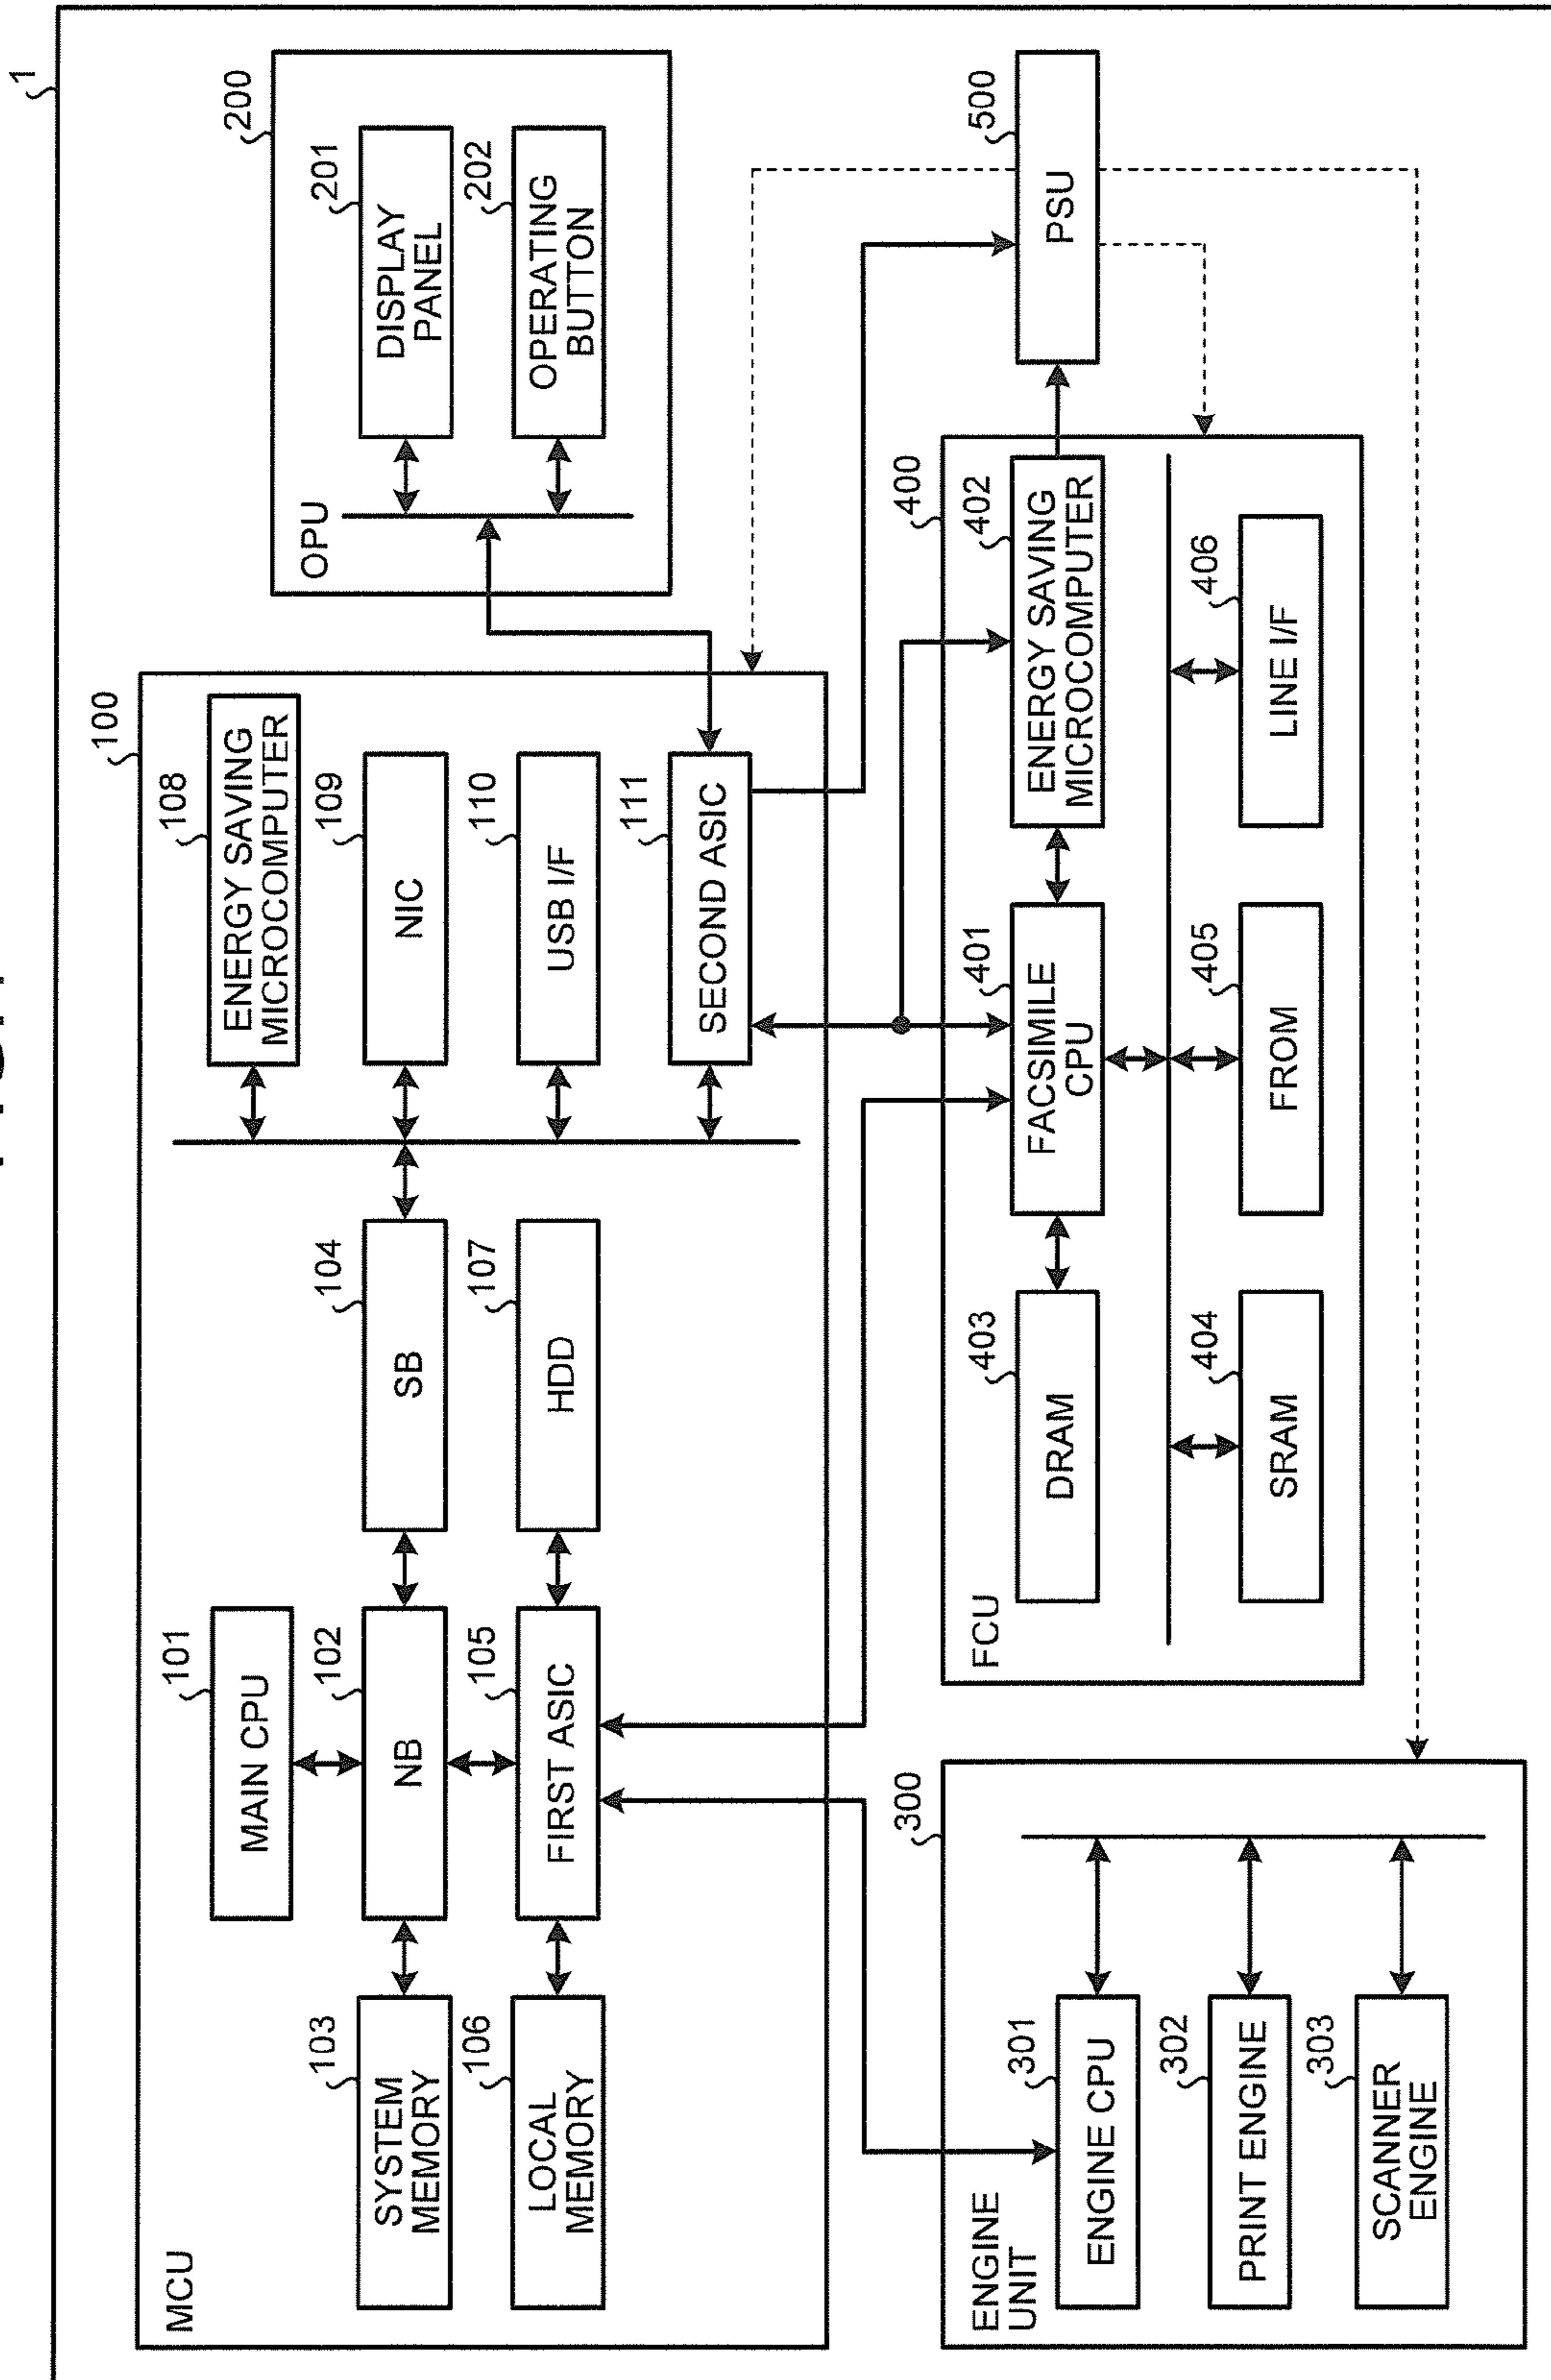 1
100
MCU
101
MAIN CPU
103
SYSTEM
MEMORY
102
NB
104
SB
106
LOCAL
MEMORY
105
FIRST ASIC
107
HDD
108
ENERGY SAVING
MICROCOMPUTER
109
NIC
110
USB I/F
111
SECOND ASIC
200
OPU
201
DISPLAY
PANEL
202
OPERATING
BUTTON
300
ENGINE
UNIT
301
ENGINE CPU
302
PRINT ENGINE
303
SCANNER
ENGINE
400
FCU
403
DRAM
401
FACSIMILE
CPU
402
ENERGY SAVING
MICROCOMPUTER
404
SRAM
405
FROM
406
LINE I/F
500
PSU